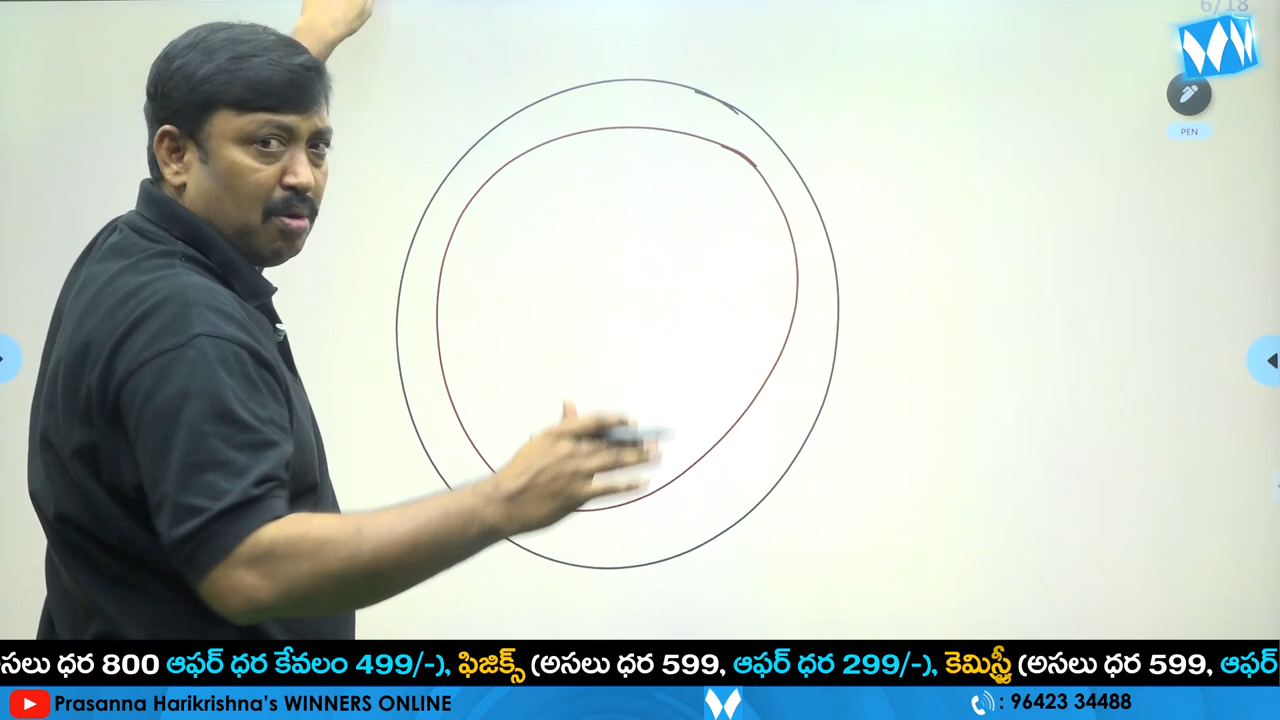 6/18
PEN
సలు ధర 800 ఆఫర్ ధర కేవలం 499/-), ఫిజిక్స్ (అసలు ధర 599, ఆఫర్ ధర 299/-), కెమిస్ట్రీ (అసలు ధర 599, ఆఫర్
Prasanna Harikrishna's WINNERS ONLINE
: 96423 34488